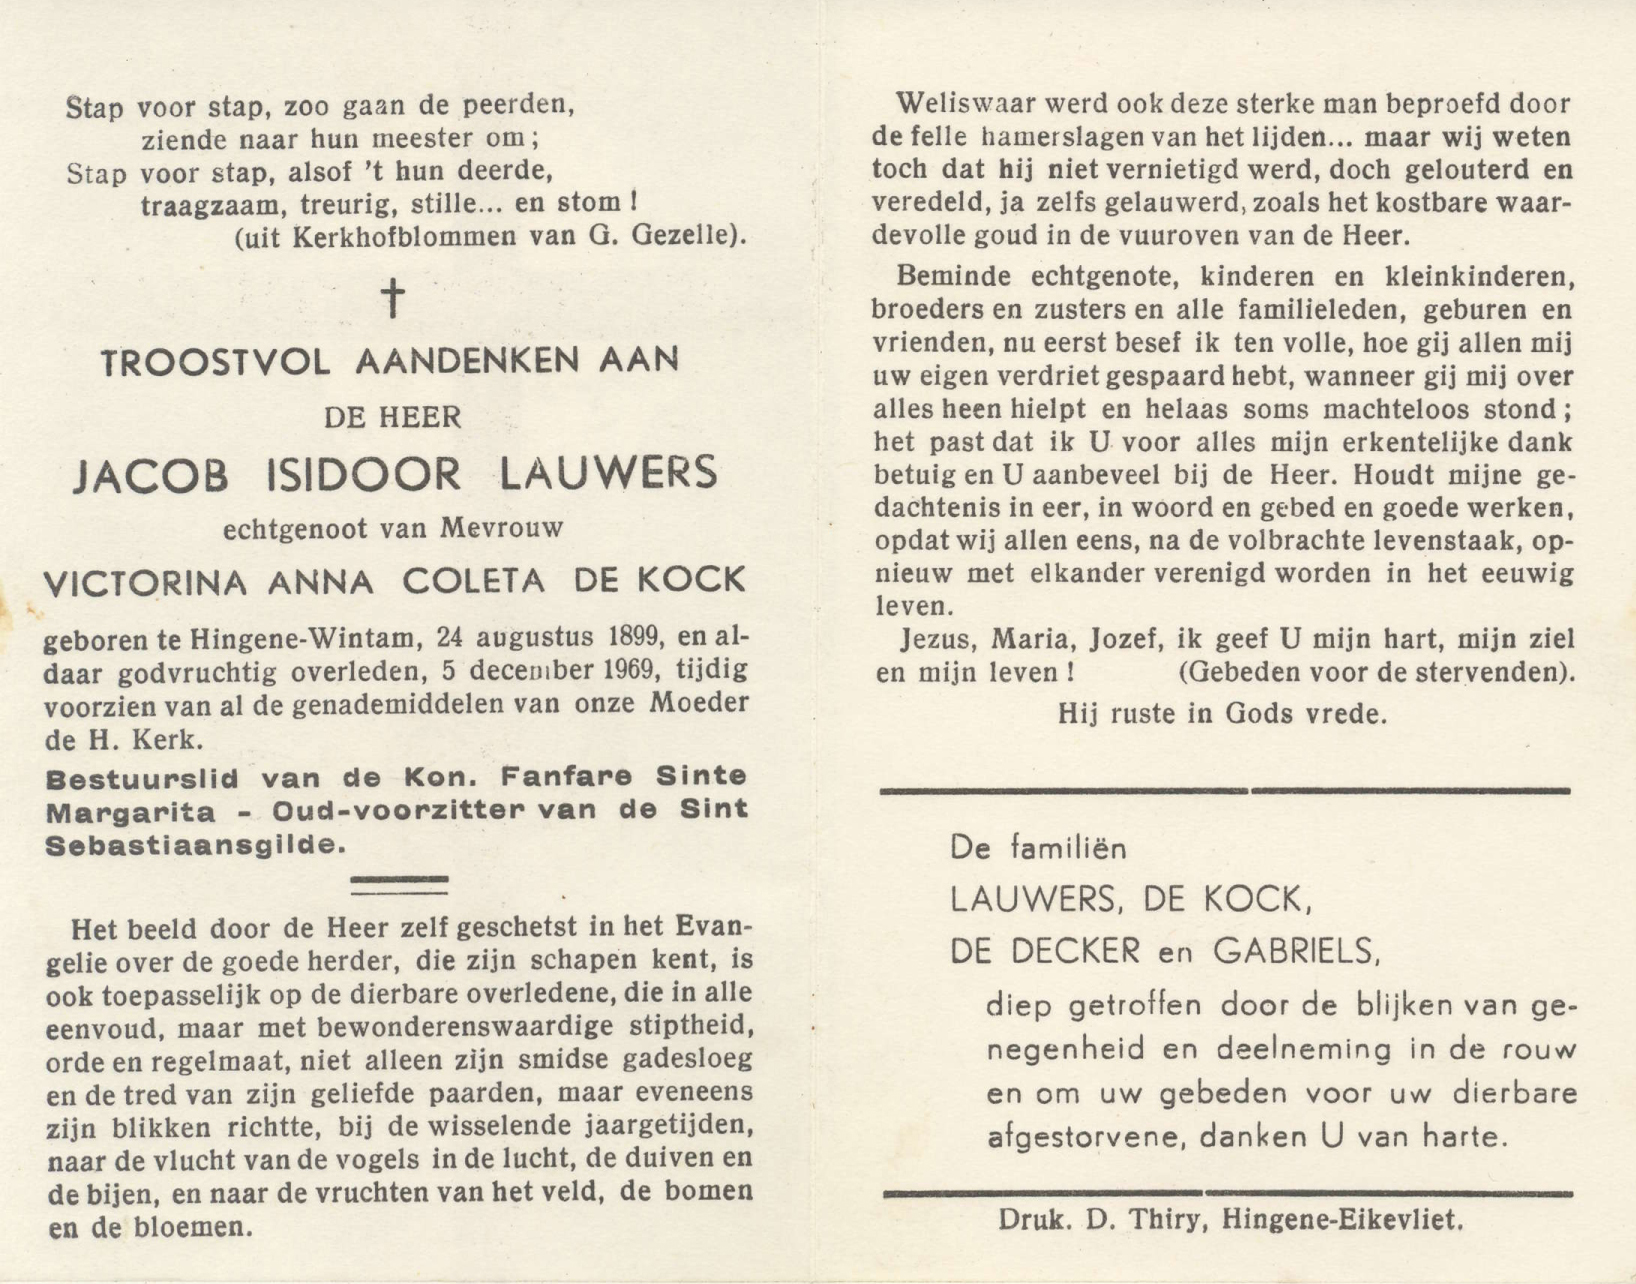 Stap voor stap, zoo gaan de peerden,
ziende naar hun meester om;
Stap voor stap, alsof 't hun deerde,
traagzaam, treurig, stille... en stom !
(uit Kerkhofblommen van G. Gezelle).
†
TROOSTVOL AANDENKEN AAN
DE HEER
JACOB ISIDOOR LAUWERS
echtgenoot van Mevrouw
VICTORINA ANNA COLETA DE KOCK
geboren te Hingene-Wintam, 24 augustus 1899, en al-
daar godvruchtig overleden, 5 december 1969, tijdig
voorzien van al de genademiddelen van onze Moeder
de H. Kerk.
Bestuurslid van de Kon. Fanfare Sinte
Margarita - Oud-voorzitter van de Sint
Sebastiaansgilde.
Het beeld door de Heer zelf geschetst in het Evan-
gelie over de goede herder, die zijn schapen kent, is
ook toepasselijk op de dierbare overledene, die in alle
eenvoud, maar met bewonderenswaardige stiptheid,
orde en regelmaat, niet alleen zijn smidse gadesloeg
en de tred van zijn geliefde paarden, maar eveneens
zijn blikken richtte, bij de wisselende jaargetijden,
naar de vlucht van de vogels in de lucht, de duiven en
de bijen, en naar de vruchten van het veld, de bomen
en de bloemen.
Weliswaar werd ook deze sterke man beproefd door
de felle hamerslagen van het lijden... maar wij weten
toch dat hij niet vernietigd werd, doch gelouterd en
veredeld, ja zelfs gelauwerd, zoals het kostbare waar-
devolle goud in de vuuroven van de Heer.
Beminde echtgenote, kinderen en kleinkinderen,
broeders en zusters en alle familieleden, geburen en
vrienden, nu eerst besef ik ten volle, hoe gij allen mij
uw eigen verdriet gespaard hebt, wanneer gij mij over
alles heen hielpt en helaas soms machteloos stond ;
het past dat ik U voor alles mijn erkentelijke dank
betuig en U aanbeveel bij de Heer. Houdt mijne ge-
dachtenis in eer, in woord en gebed en goede werken,
opdat wij allen eens, na de volbrachte levenstaak, op-
nieuw met elkander verenigd worden in het eeuwig
leven.
Jezus, Maria, Jozef, ik geef U mijn hart, mijn ziel
en mijn leven ! (Gebeden voor de stervenden).
Hij ruste in Gods vrede.
De familiën
LAUWERS, DE KOCK,
DE DECKER en GABRIELS,
diep getroffen door de blijken van ge-
negenheid en deelneming in de rouw
en om uw gebeden voor uw dierbare
afgestorvene, danken U van harte.
Druk. D. Thiry, Hingene-Eikevliet.